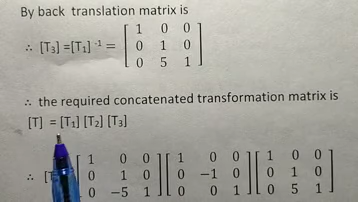 By back translation matrix is
∴ [T₃] =[T₁] ⁻¹ = [ 1 0 0
0 1 0
0 5 1 ]
∴ the required concatenated transformation matrix is
[T] = [T₁] [T₂] [T₃]
∴ [ 1 0 0 ] [ 1 0 0 ] [ 1 0 0
0 1 0 ] [ 0 -1 0 ] [ 0 1 0
0 -5 1 ] [ 0 0 1 ] [ 0 5 1 ]